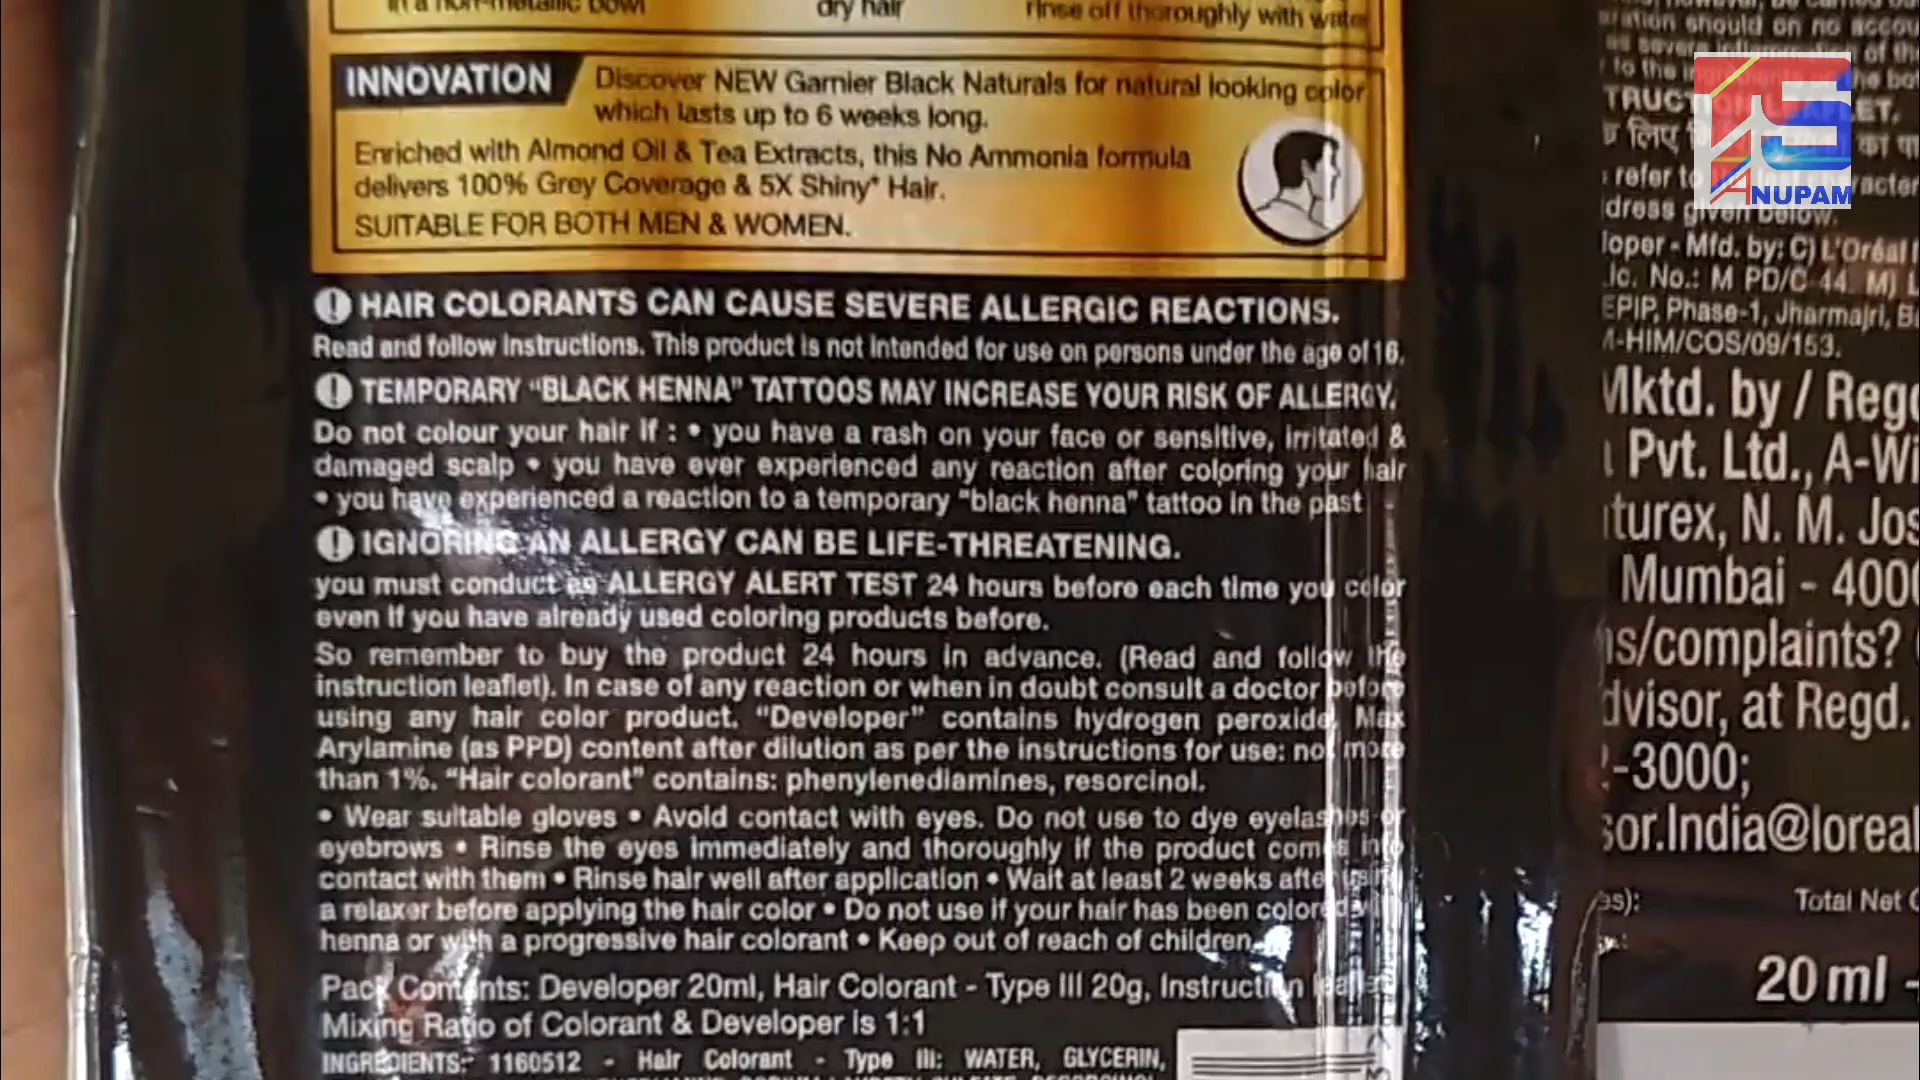 in a non-metallic bowl
dry hair
rinse off thoroughly with water
INNOVATION
Discover NEW Garnier Black Naturals for natural looking color
which lasts up to 6 weeks long.
Enriched with Almond Oil & Tea Extracts, this No Ammonia formula
delivers 100% Grey Coverage & 5X Shiny* Hair.
SUITABLE FOR BOTH MEN & WOMEN.
HAIR COLORANTS CAN CAUSE SEVERE ALLERGIC REACTIONS.
Read and follow instructions. This product is not intended for use on persons under the age of 16.
TEMPORARY "BLACK HENNA" TATTOOS MAY INCREASE YOUR RISK OF ALLERGY.
Do not colour your hair if : • you have a rash on your face or sensitive, irritated &
damaged scalp • you have ever experienced any reaction after coloring your hair
• you have experienced a reaction to a temporary "black henna" tattoo in the past
IGNORING AN ALLERGY CAN BE LIFE-THREATENING.
you must conduct an ALLERGY ALERT TEST 24 hours before each time you color
even if you have already used coloring products before.
So remember to buy the product 24 hours in advance. (Read and follow the
instruction leaflet). In case of any reaction or when in doubt consult a doctor before
using any hair color product. "Developer" contains hydrogen peroxide. Max
Arylamine (as PPD) content after dilution as per the instructions for use: not more
than 1%. "Hair colorant" contains: phenylenediamines, resorcinol.
• Wear suitable gloves • Avoid contact with eyes. Do not use to dye eyelashes or
eyebrows • Rinse the eyes immediately and thoroughly if the product comes into
contact with them • Rinse hair well after application • Wait at least 2 weeks after using
a relaxer before applying the hair color • Do not use if your hair has been colored with
henna or with a progressive hair colorant • Keep out of reach of children.
Pack Contents: Developer 20ml, Hair Colorant - Type III 20g, Instruction leaflet
Mixing Ratio of Colorant & Developer is 1:1
INGREDIENTS: 1160512 - Hair Colorant - Type III: WATER, GLYCERIN,
should on no
of the
to the
लिए
refer to
dress given below.
loper - Mfd. by: C) L'Oréal
Lic. No.: M PD/C 44. M) L
EPIP, Phase-1, Jharmajri,
M-HIM/COS/09/153.
Mktd. by / Reg
Pvt. Ltd., A-Wi
turex, N. M. Jos
Mumbai - 400
ns/complaints?
dvisor, at Regd.
-3000;
sor.India@loreal
es): Total Net
20 ml -
ANUPAM